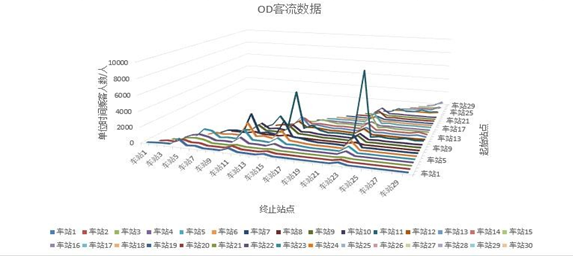 OD客流数据
单位时间乘客人数/人
10000
8000
6000
4000
2000
0
车站1
车站3
车站5
车站7
车站9
车站11
车站13
车站15
车站17
车站19
车站21
车站23
车站25
车站27
车站29
终止站点
车站29
车站25
车站21
车站17
车站13
车站9
车站5
车站1
起始站点
车站1 车站2 车站3 车站4 车站5 车站6 车站7 车站8 车站9 车站10 车站11 车站12 车站13 车站14 车站15
车站16 车站17 车站18 车站19 车站20 车站21 车站22 车站23 车站24 车站25 车站26 车站27 车站28 车站29 车站30